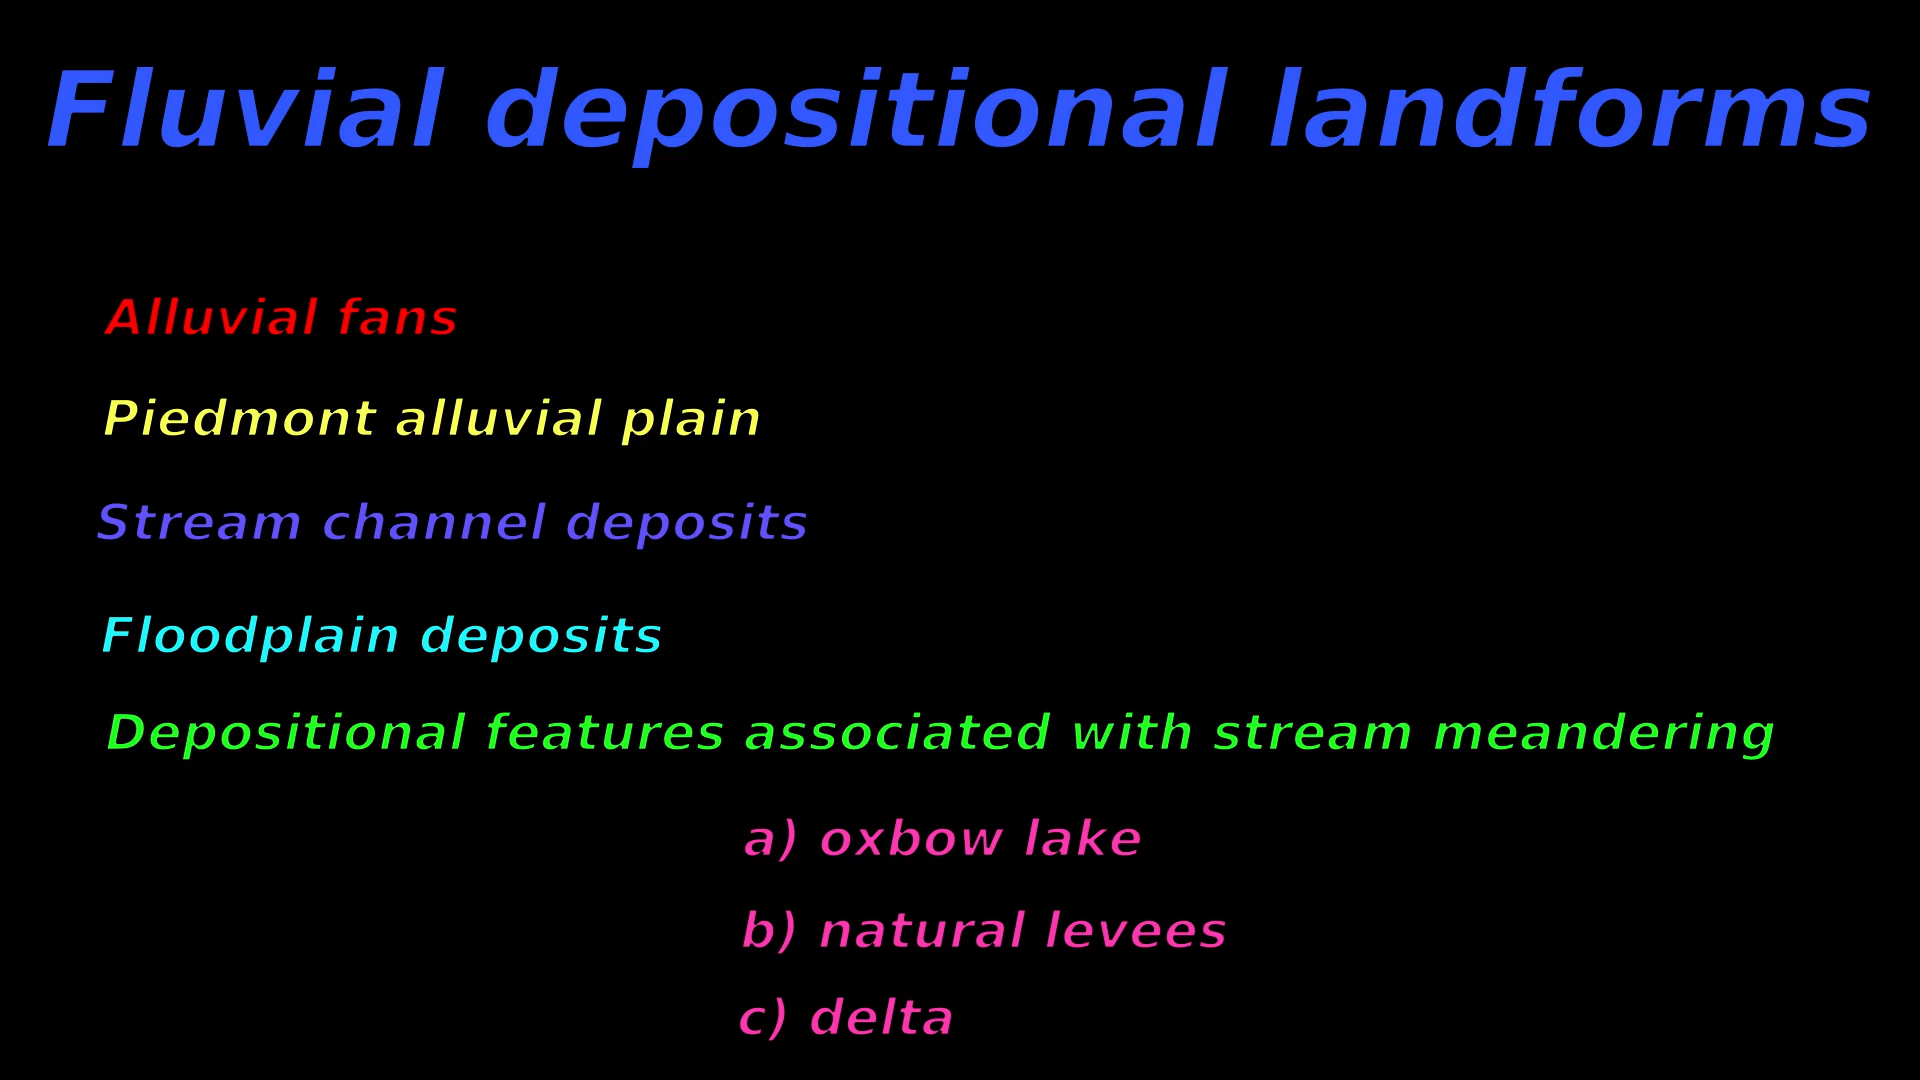 Fluvial depositional landforms
Alluvial fans
Piedmont alluvial plain
Stream channel deposits
Floodplain deposits
Depositional features associated with stream meandering
a) oxbow lake
b) natural levees
c) delta